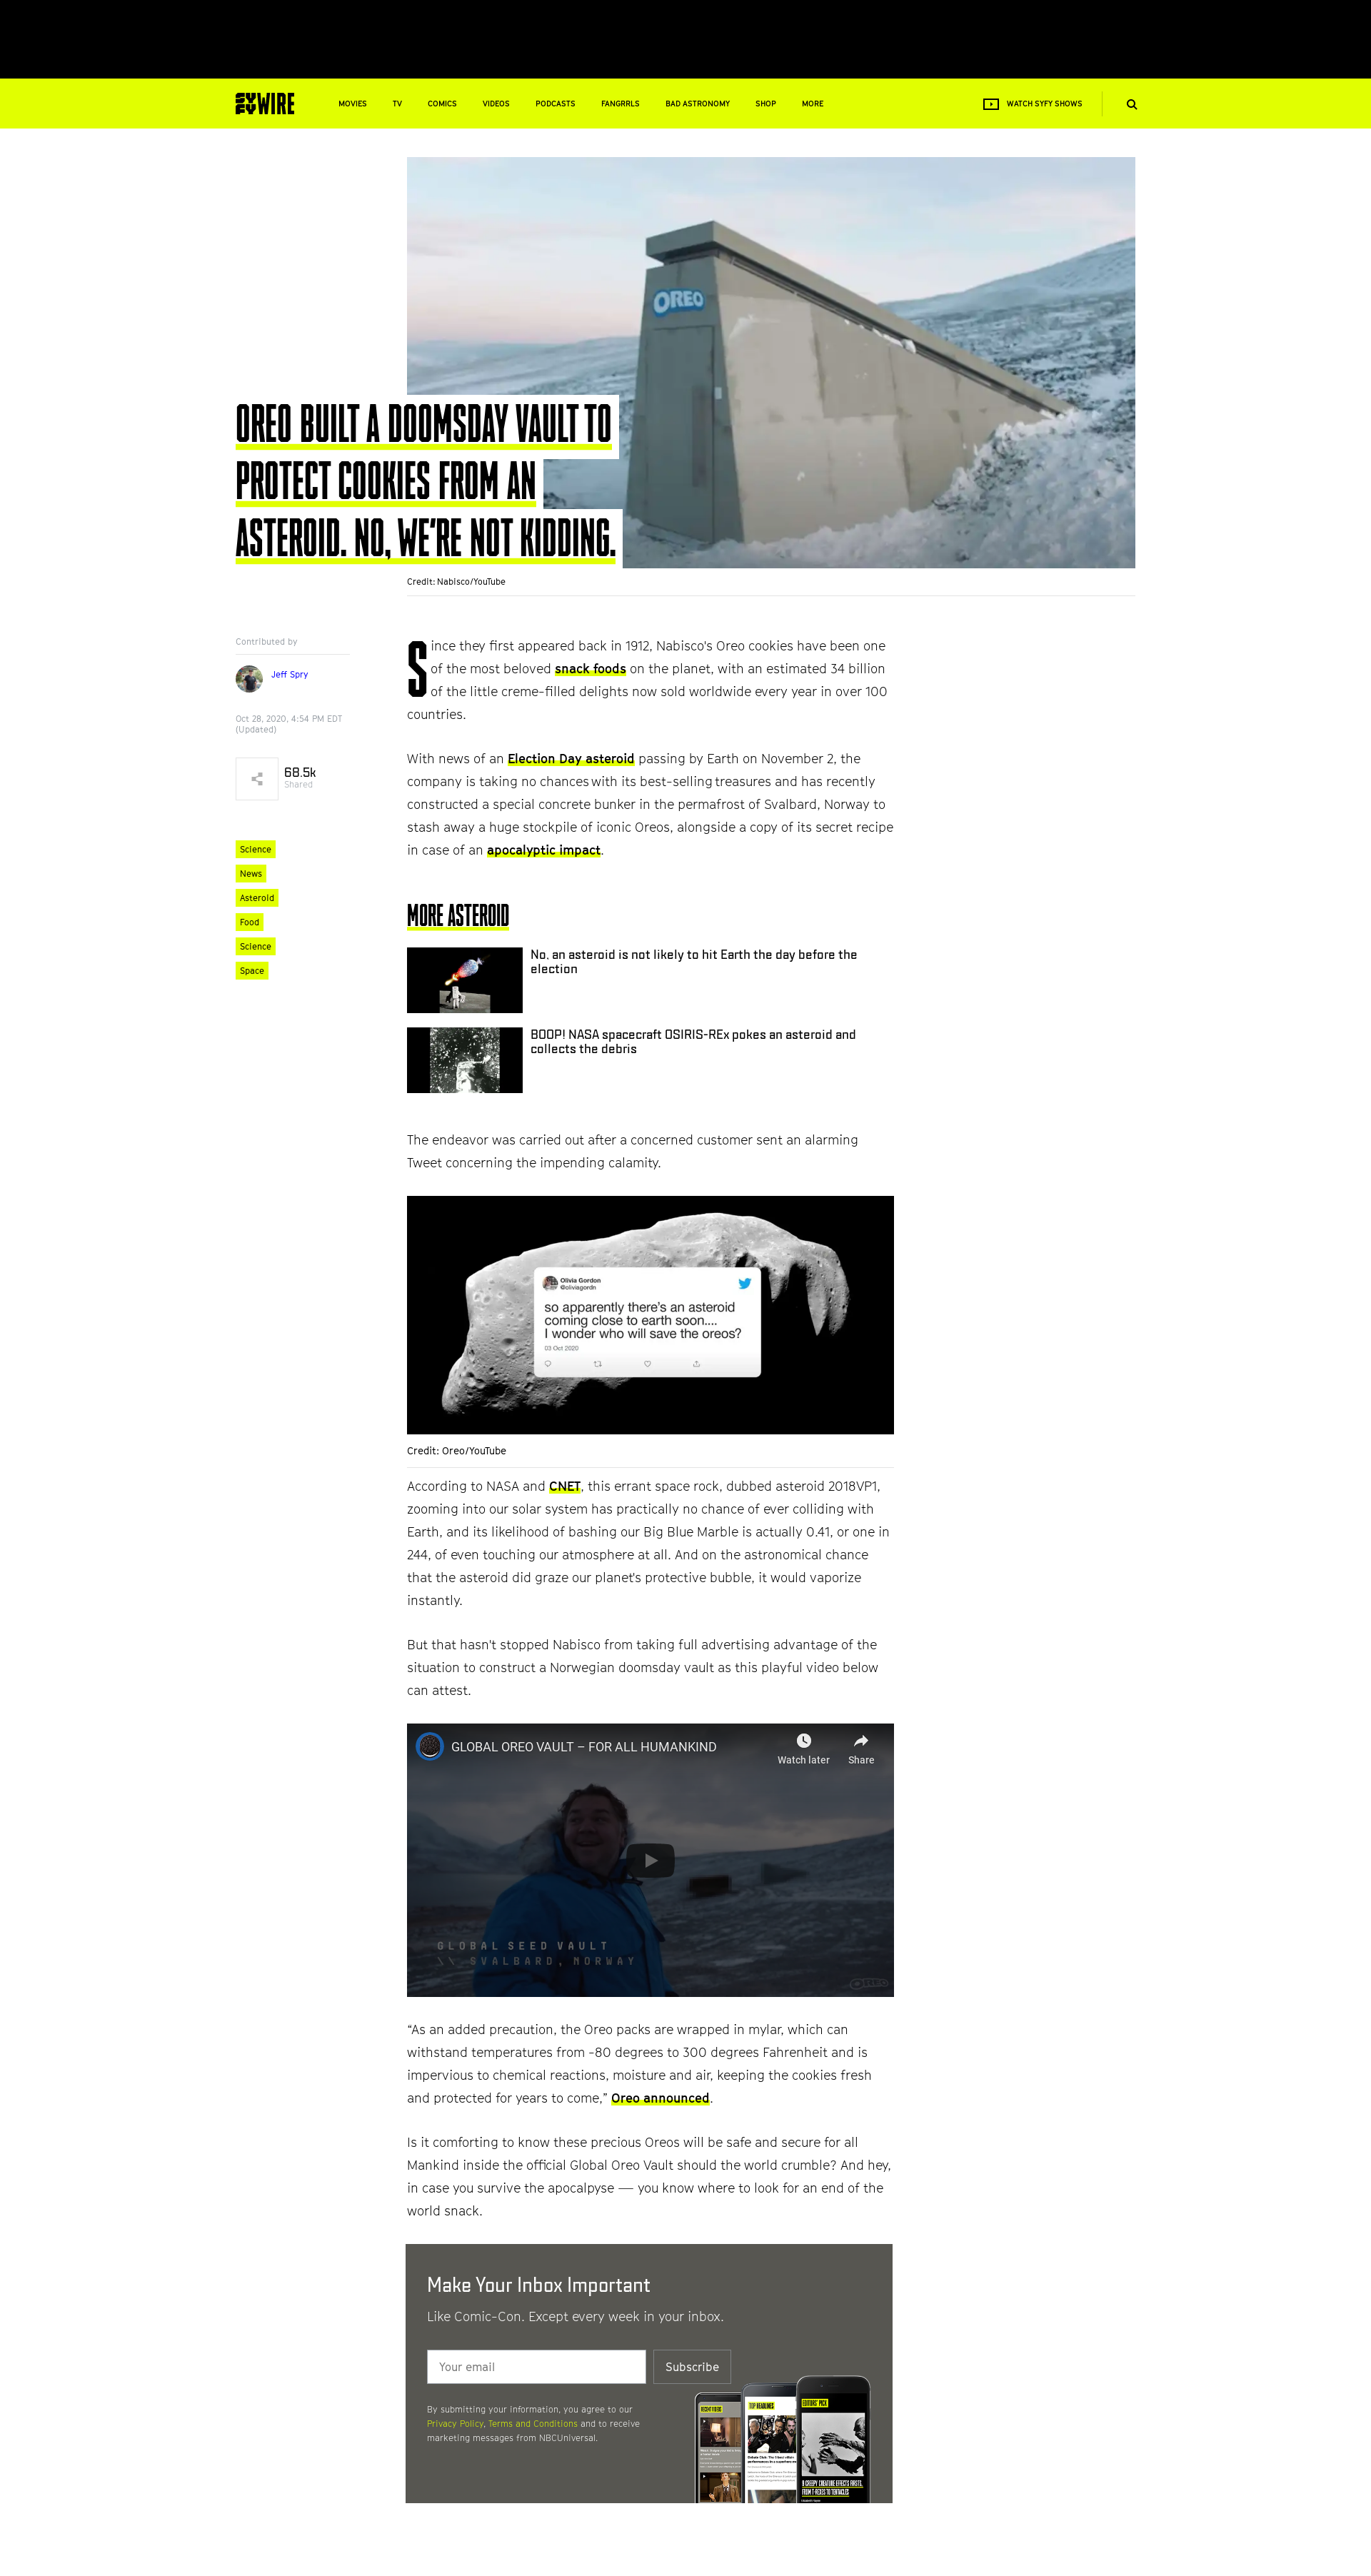 SYFY WIRE
MOVIES TV COMICS VIDEOS PODCASTS FANGRRLS BAD ASTRONOMY SHOP MORE WATCH SYFY SHOWS
OREO
OREO BUILT A DOOMSDAY VAULT TO
PROTECT COOKIES FROM AN
ASTEROID. NO, WE'RE NOT KIDDING.
Credit: Nabisco/YouTube
Contributed by
Jeff Spry
Oct 28, 2020, 4:54 PM EDT
(Updated)
68.5k
Shared
Science
News
Asteroid
Food
Science
Space
Since they first appeared back in 1912, Nabisco's Oreo cookies have been one
of the most beloved snack foods on the planet, with an estimated 34 billion
of the little creme-filled delights now sold worldwide every year in over 100
countries.
With news of an Election Day asteroid passing by Earth on November 2, the
company is taking no chances with its best-selling treasures and has recently
constructed a special concrete bunker in the permafrost of Svalbard, Norway to
stash away a huge stockpile of iconic Oreos, alongside a copy of its secret recipe
in case of an apocalyptic impact.
MORE ASTEROID
No, an asteroid is not likely to hit Earth the day before the
election
BOOP! NASA spacecraft OSIRIS-REx pokes an asteroid and
collects the debris
The endeavor was carried out after a concerned customer sent an alarming
Tweet concerning the impending calamity.
Olivia Gordon
@oliviagordn
so apparently there's an asteroid
coming close to earth soon....
I wonder who will save the oreos?
03 Oct 2020
Credit: Oreo/YouTube
According to NASA and CNET, this errant space rock, dubbed asteroid 2018VP1,
zooming into our solar system has practically no chance of ever colliding with
Earth, and its likelihood of bashing our Big Blue Marble is actually 0.41, or one in
244, of even touching our atmosphere at all. And on the astronomical chance
that the asteroid did graze our planet's protective bubble, it would vaporize
instantly.
But that hasn't stopped Nabisco from taking full advertising advantage of the
situation to construct a Norwegian doomsday vault as this playful video below
can attest.
GLOBAL OREO VAULT – FOR ALL HUMANKIND
Watch later Share
GLOBAL SEED VAULT
\\_ SVALBARD, NORWAY
OREO
“As an added precaution, the Oreo packs are wrapped in mylar, which can
withstand temperatures from -80 degrees to 300 degrees Fahrenheit and is
impervious to chemical reactions, moisture and air, keeping the cookies fresh
and protected for years to come,” Oreo announced.
Is it comforting to know these precious Oreos will be safe and secure for all
Mankind inside the official Global Oreo Vault should the world crumble? And hey,
in case you survive the apocalpyse — you know where to look for an end of the
world snack.
Make Your Inbox Important
Like Comic-Con. Except every week in your inbox.
Your email
Subscribe
By submitting your information, you agree to our
Privacy Policy, Terms and Conditions and to receive
marketing messages from NBCUniversal.
TOP HEADLINES
EDITORS' PICK
9 CREEPY CREATURE EFFECTS FIRSTS,
FROM T-REXES TO TENTACLES